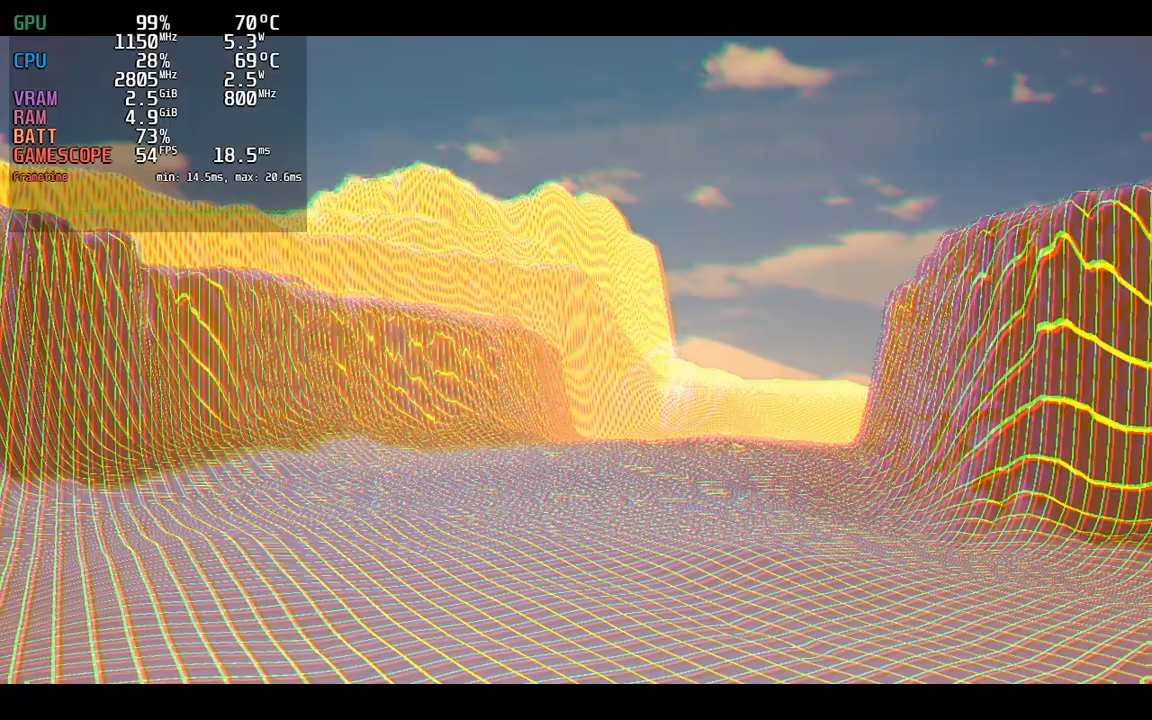 GPU 99% 70°C
1150MHz 5.3W
CPU 28% 69°C
2805MHz 2.5W
VRAM 2.5GiB 800MHz
RAM 4.9GiB
BATT 73%
GAMESCOPE 54FPS 18.5ms
Frametime min: 14.5ms, max: 20.6ms